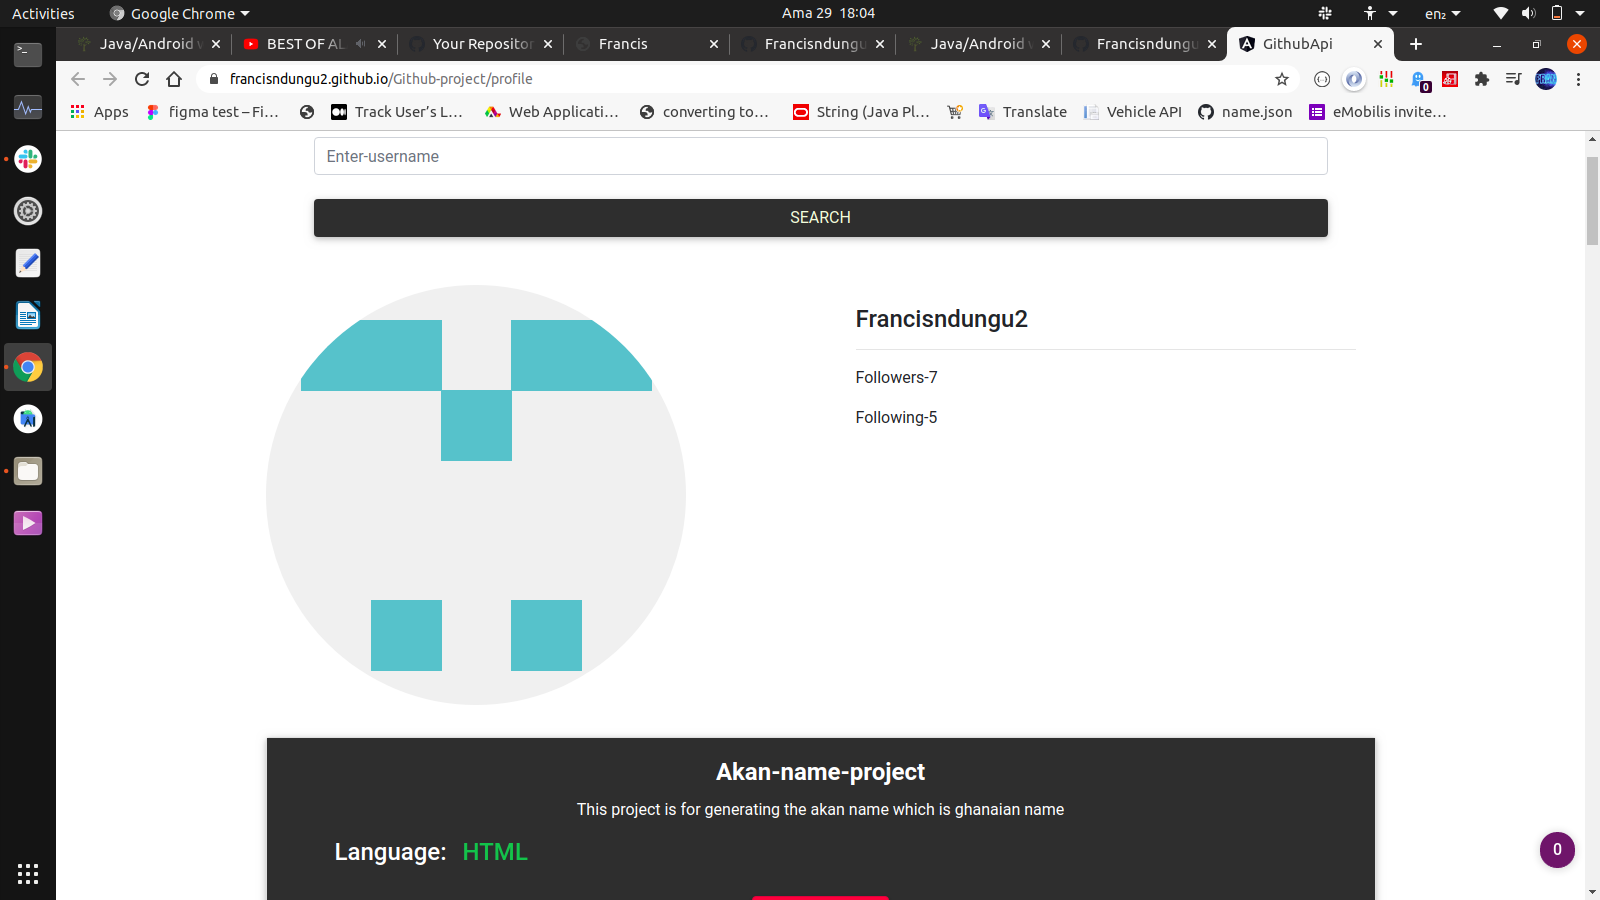 Activities Google Chrome Ama 29 18:04 en₂
Java/Android BEST OF AL Your Repositor Francis Francisndungu Java/Android Francisndungu GithubApi
francisndungu2.github.io/Github-project/profile 0
Apps figma test – Fi... Track User's L... Web Applicati... converting to... String (Java Pl... Translate Vehicle API name.json eMobilis invite...
Enter-username
SEARCH
Francisndungu2
Followers-7
Following-5
Akan-name-project
This project is for generating the akan name which is ghanaian name
Language: HTML
0